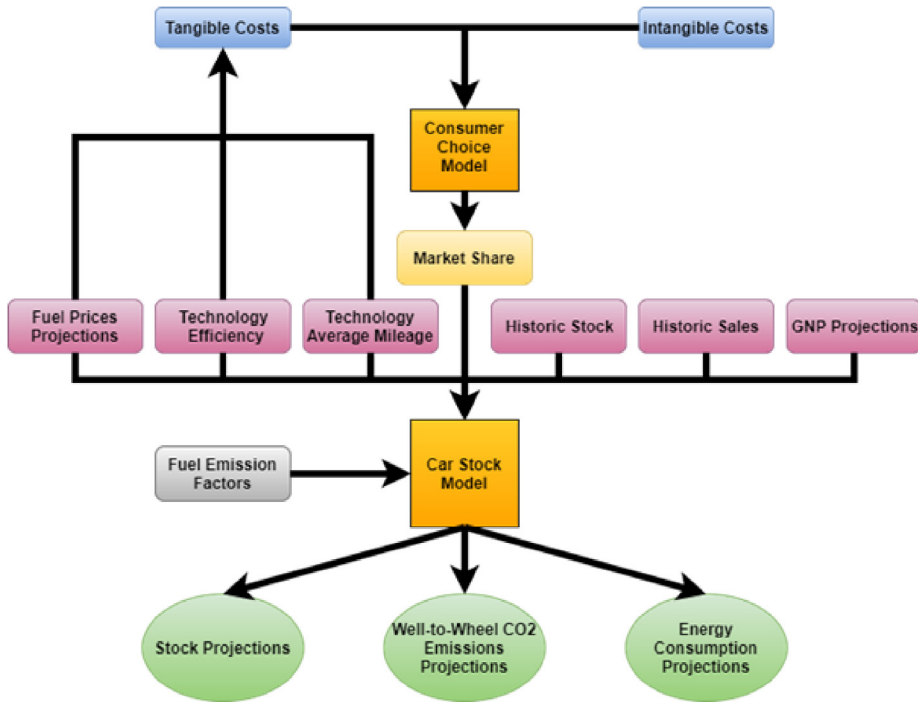 Tangible Costs
Intangible Costs
Consumer
Choice
Model
Market Share
Fuel Prices
Projections
Technology
Efficiency
Technology
Average Mileage
Historic Stock
Historic Sales
GNP Projections
Fuel Emission
Factors
Car Stock
Model
Stock Projections
Well-to-Wheel CO2
Emissions
Projections
Energy
Consumption
Projections